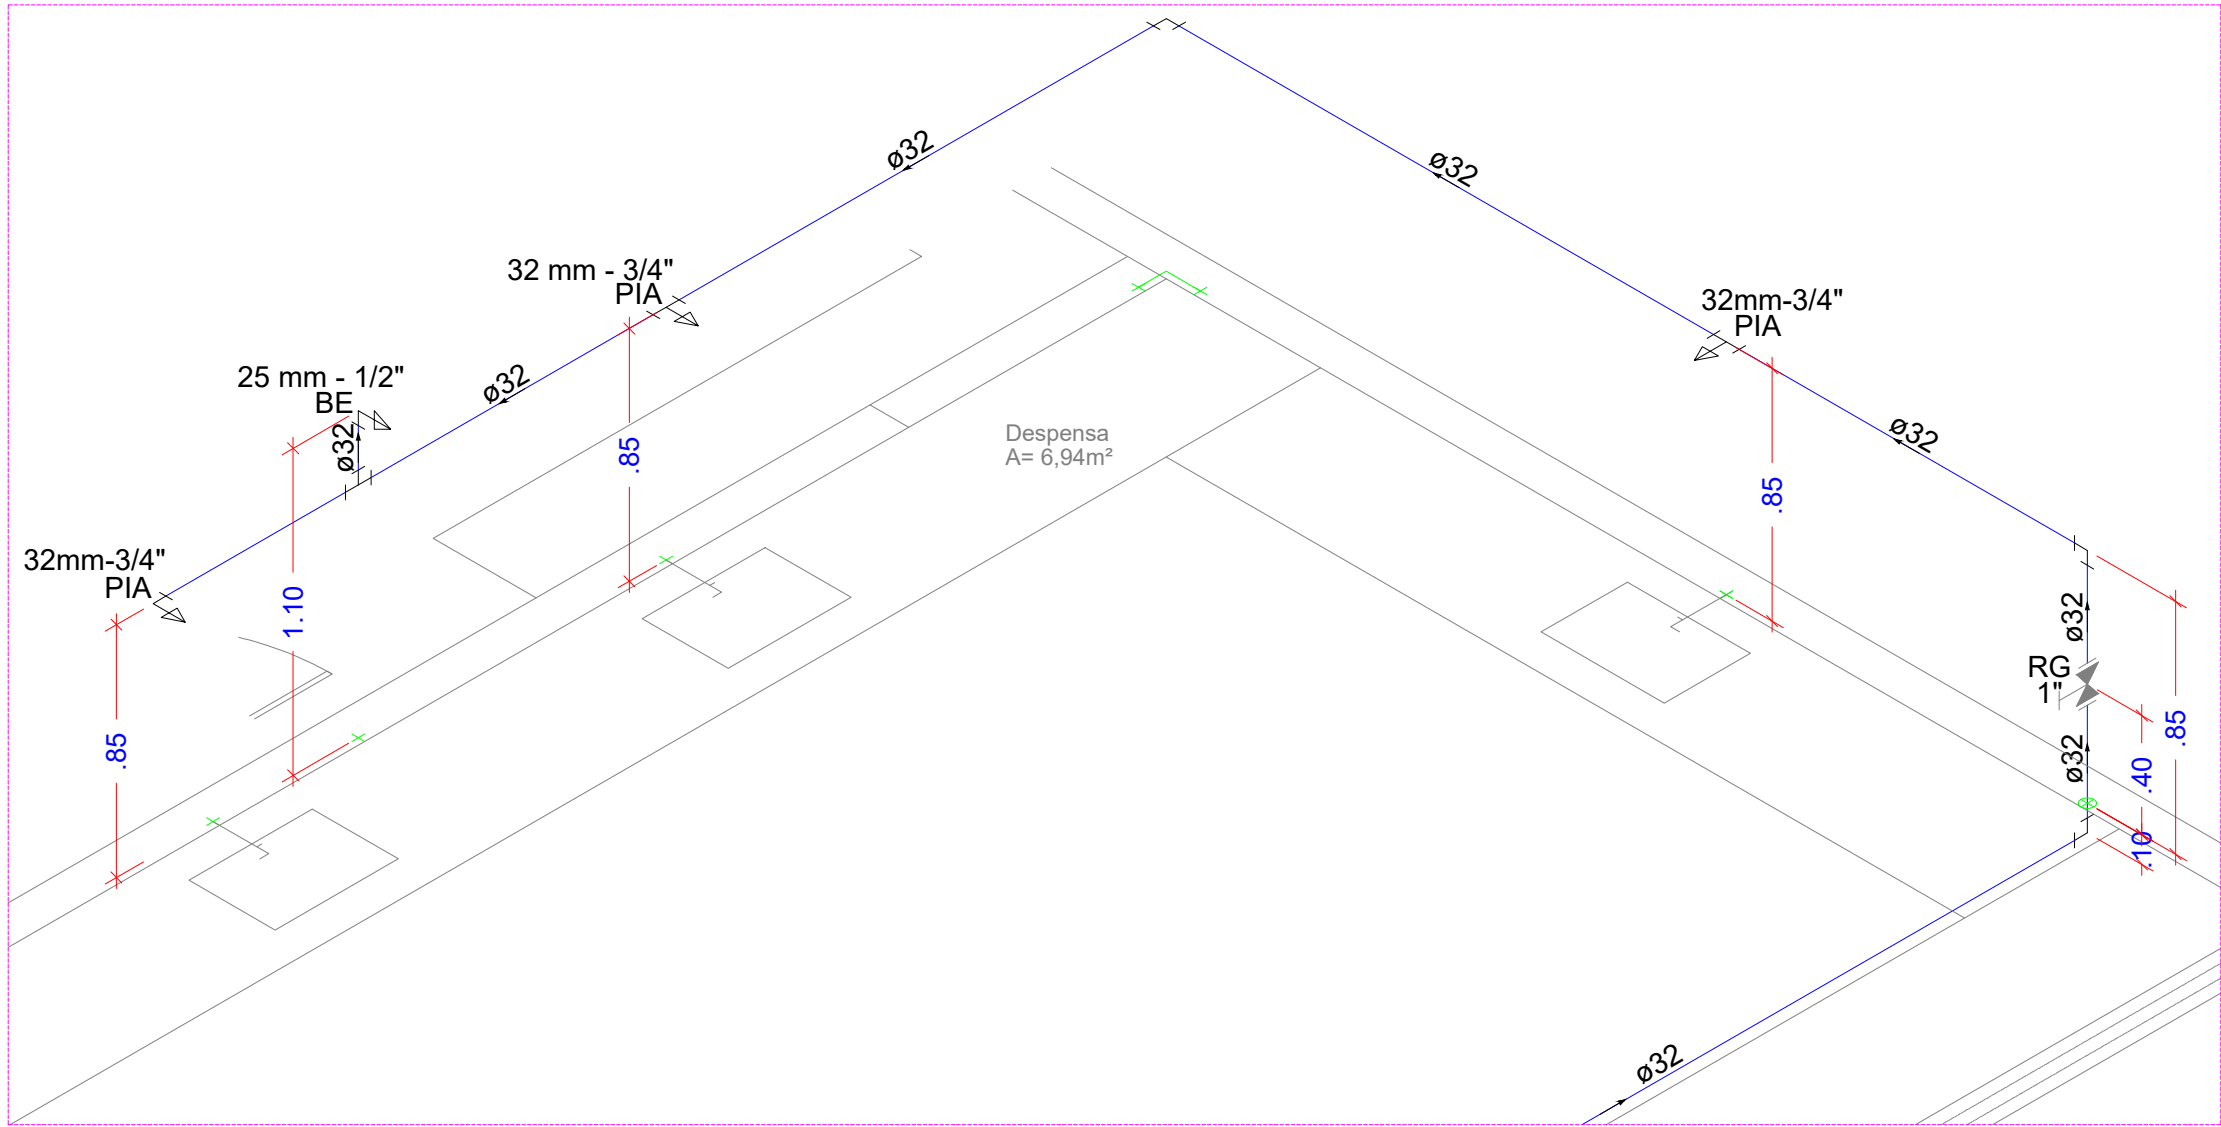 ø32
ø32
32 mm - 3/4"
PIA
32mm-3/4"
PIA
25 mm - 1/2"
BE
ø32
ø32
ø32
.85
Despensa
A= 6,94m²
.85
32mm-3/4"
PIA
1.10
ø32
RG
1"
.85
.85
ø32
.40
.10
ø32